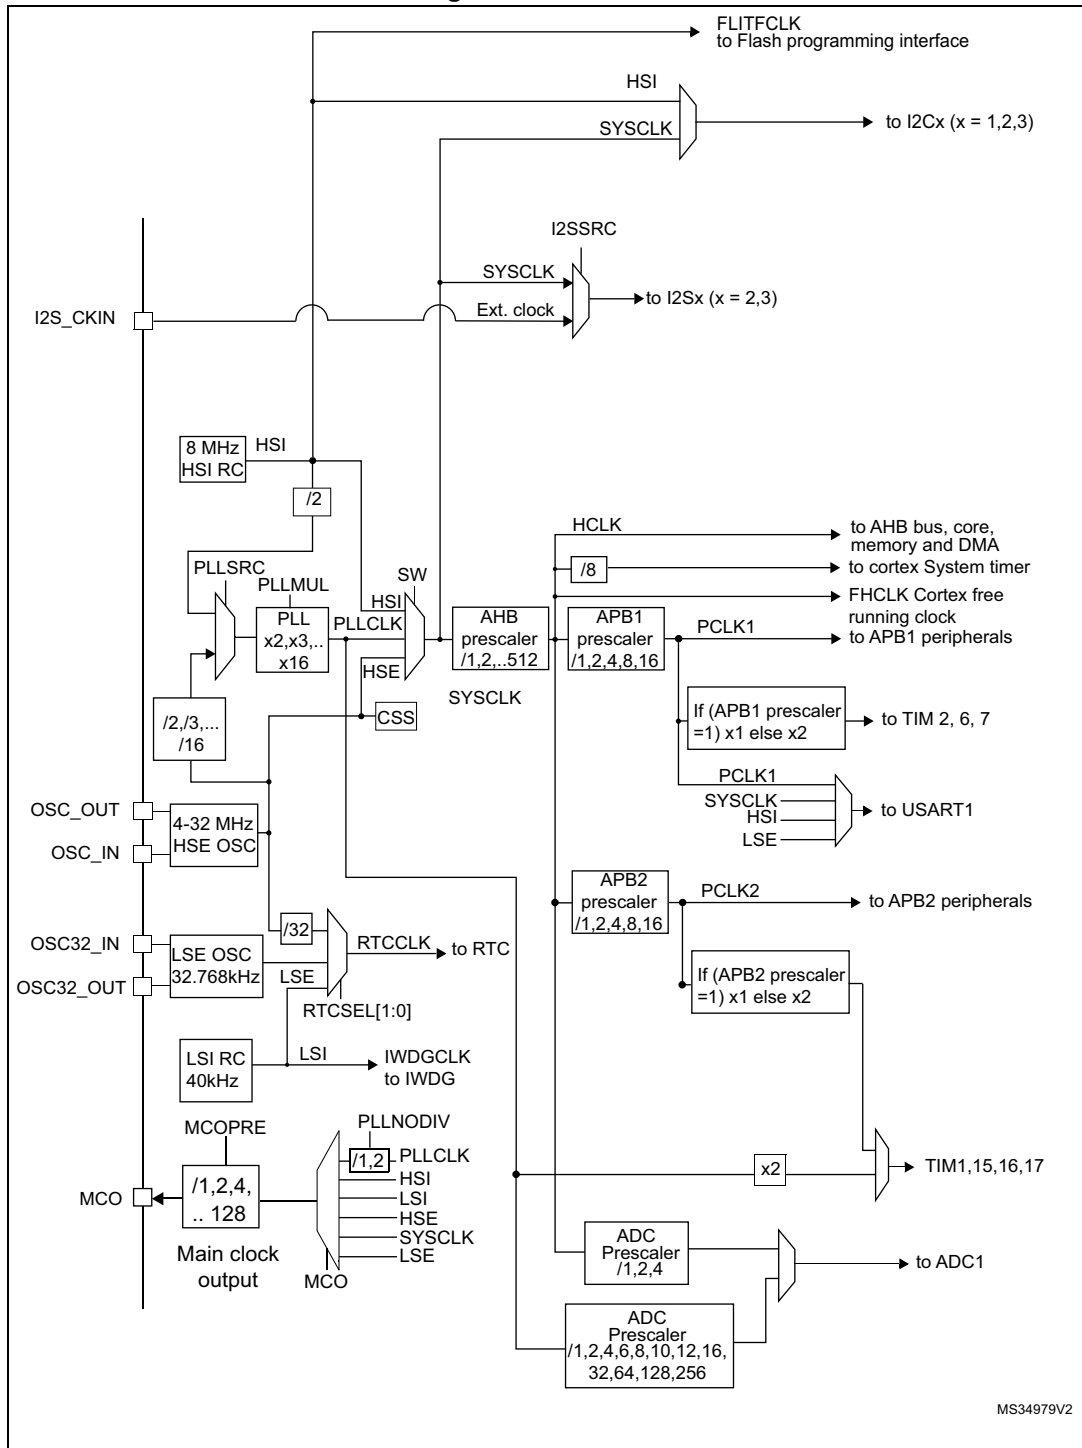 FLITFCLK
to Flash programming interface
HSI
to I2Cx (x = 1,2,3)
SYSCLK
I2SSRC
SYSCLK
to I2Sx (x = 2,3)
Ext. clock
I2S_CKIN
8 MHz
HSI RC
HSI
/2
HCLK
to AHB bus, core,
memory and DMA
/8
to cortex System timer
FHCLK Cortex free
running clock
PLLSRC
PLLMUL
PLL
x2,x3,..
x16
SW
HSI
PLLCLK
HSE
AHB
prescaler
/1,2,..512
SYSCLK
APB1
prescaler
/1,2,4,8,16
PCLK1
to APB1 peripherals
/2,/3,...
/16
CSS
If (APB1 prescaler
=1) x1 else x2
to TIM 2, 6, 7
PCLK1
SYSCLK
HSI
LSE
to USART1
OSC_OUT
OSC_IN
4-32 MHz
HSE OSC
APB2
prescaler
/1,2,4,8,16
PCLK2
to APB2 peripherals
/32
OSC32_IN
OSC32_OUT
LSE OSC
32.768kHz
LSE
RTCCLK
to RTC
RTCSEL[1:0]
If (APB2 prescaler
=1) x1 else x2
LSI RC
40kHz
LSI
IWDGCLK
to IWDG
MCOPRE
PLLNODIV
/1,2
PLLCLK
HSI
LSI
HSE
SYSCLK
LSE
MCO
/1,2,4,
.. 128
Main clock
output
MCO
x2
TIM1,15,16,17
ADC
Prescaler
/1,2,4
to ADC1
ADC
Prescaler
/1,2,4,6,8,10,12,16,
32,64,128,256
MS34979V2